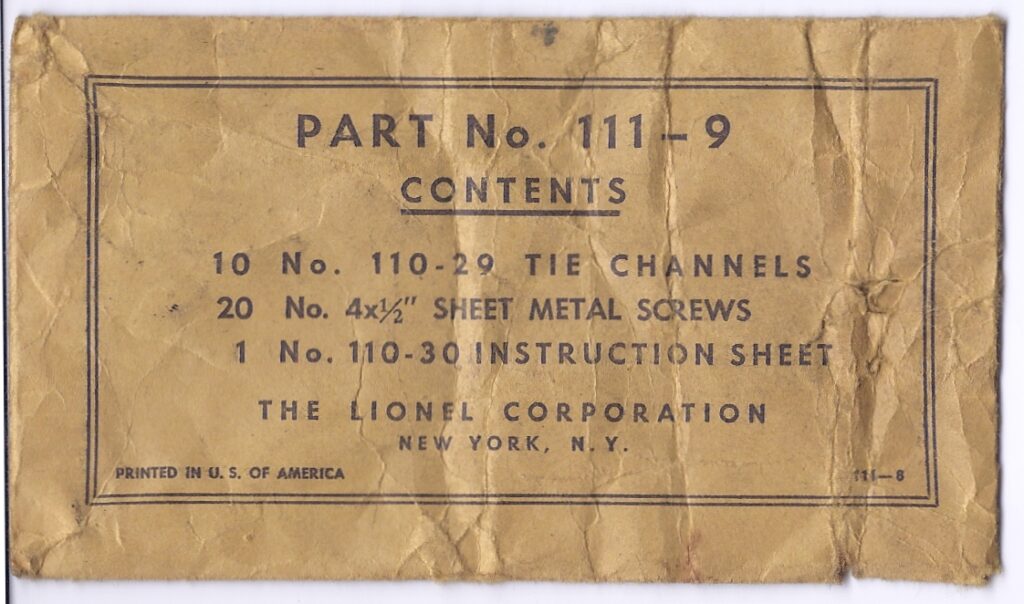 PART No. 111-9
CONTENTS
10 No. 110-29 TIE CHANNELS
20 No. 4x½" SHEET METAL SCREWS
1 No. 110-30 INSTRUCTION SHEET
THE LIONEL CORPORATION
NEW YORK, N. Y.
PRINTED IN U. S. OF AMERICA
111-8